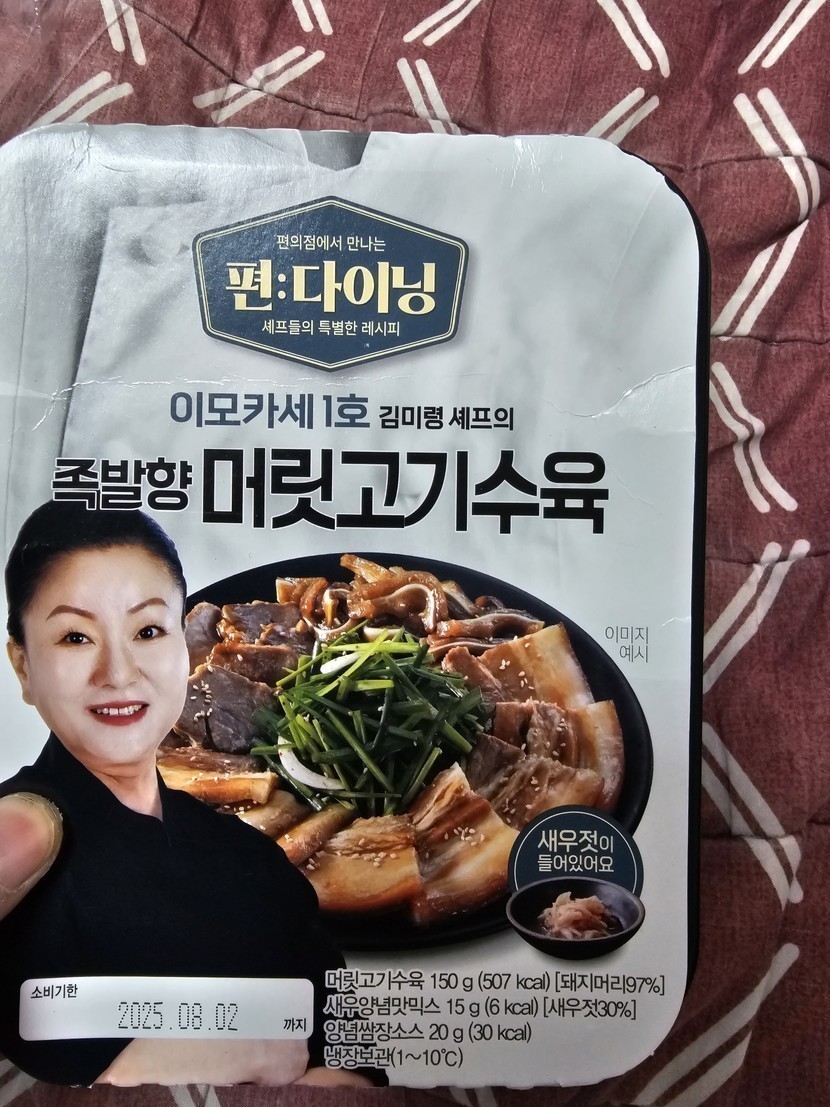 편의점에서 만나는
편:다이닝
셰프들의 특별한 레시피
이모카세 1호 김미령 셰프의
족발향 머릿고기수육
이미지
예시
새우젓이
들어있어요
머릿고기수육 150 g (507 kcal) [돼지머리97%]
새우양념맛믹스 15 g (6 kcal) [새우젓30%]
양념쌈장소스 20 g (30 kcal)
냉장보관(1~10℃)
소비기한
2025.08.02
까지